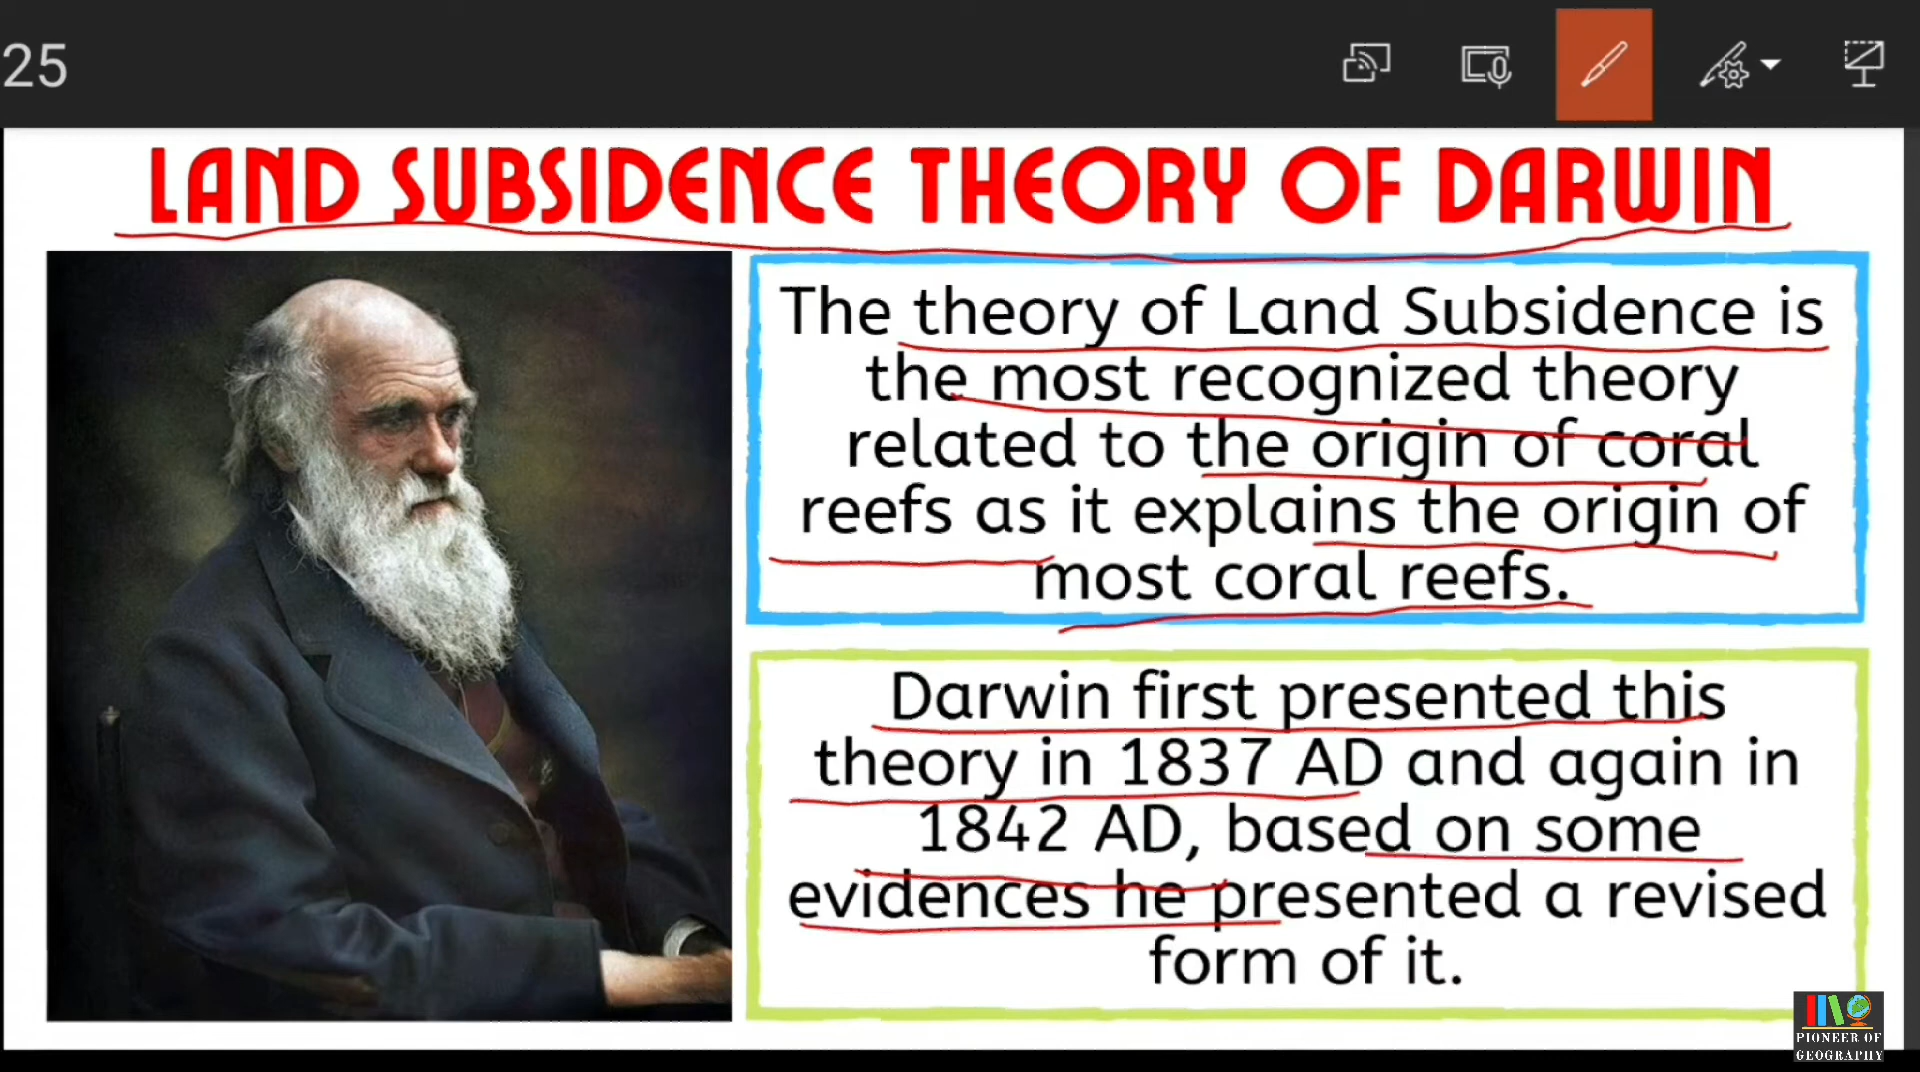 25
LAND SUBSIDENCE THEORY OF DARWIN
The theory of Land Subsidence is
the most recognized theory
related to the origin of coral
reefs as it explains the origin of
most coral reefs.
Darwin first presented this
theory in 1837 AD and again in
1842 AD, based on some
evidences he presented a revised
form of it.
PIONEER OF
GEOGRAPHY